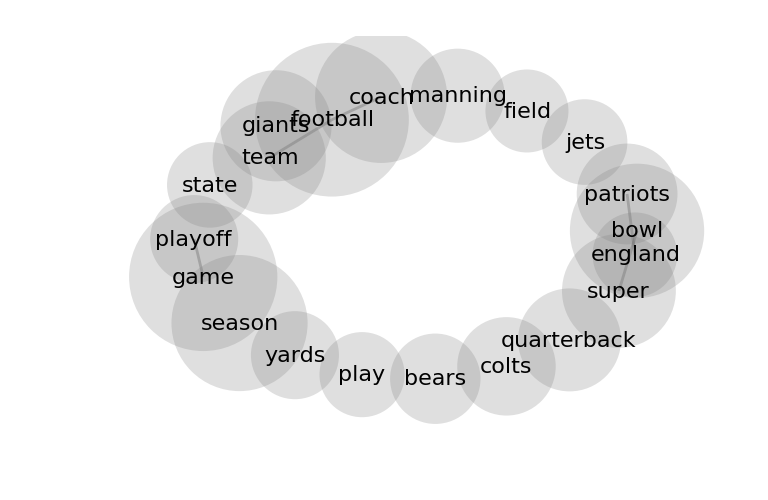 coach
manning
football
field
giants
jets
team
state
patriots
bowl
playoff
england
game
super
season
quarterback
yards
colts
play
bears